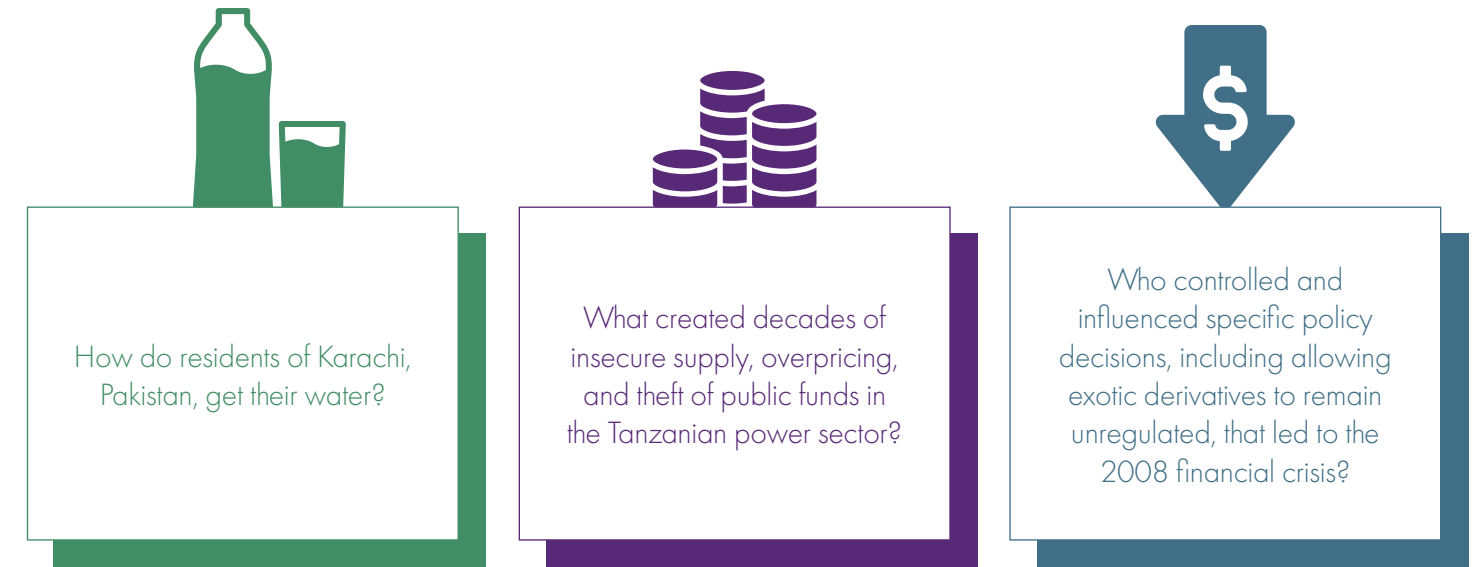 $
How do residents of Karachi,
Pakistan, get their water?
What created decades of
insecure supply, overpricing,
and theft of public funds in
the Tanzanian power sector?
Who controlled and
influenced specific policy
decisions, including allowing
exotic derivatives to remain
unregulated, that led to the
2008 financial crisis?